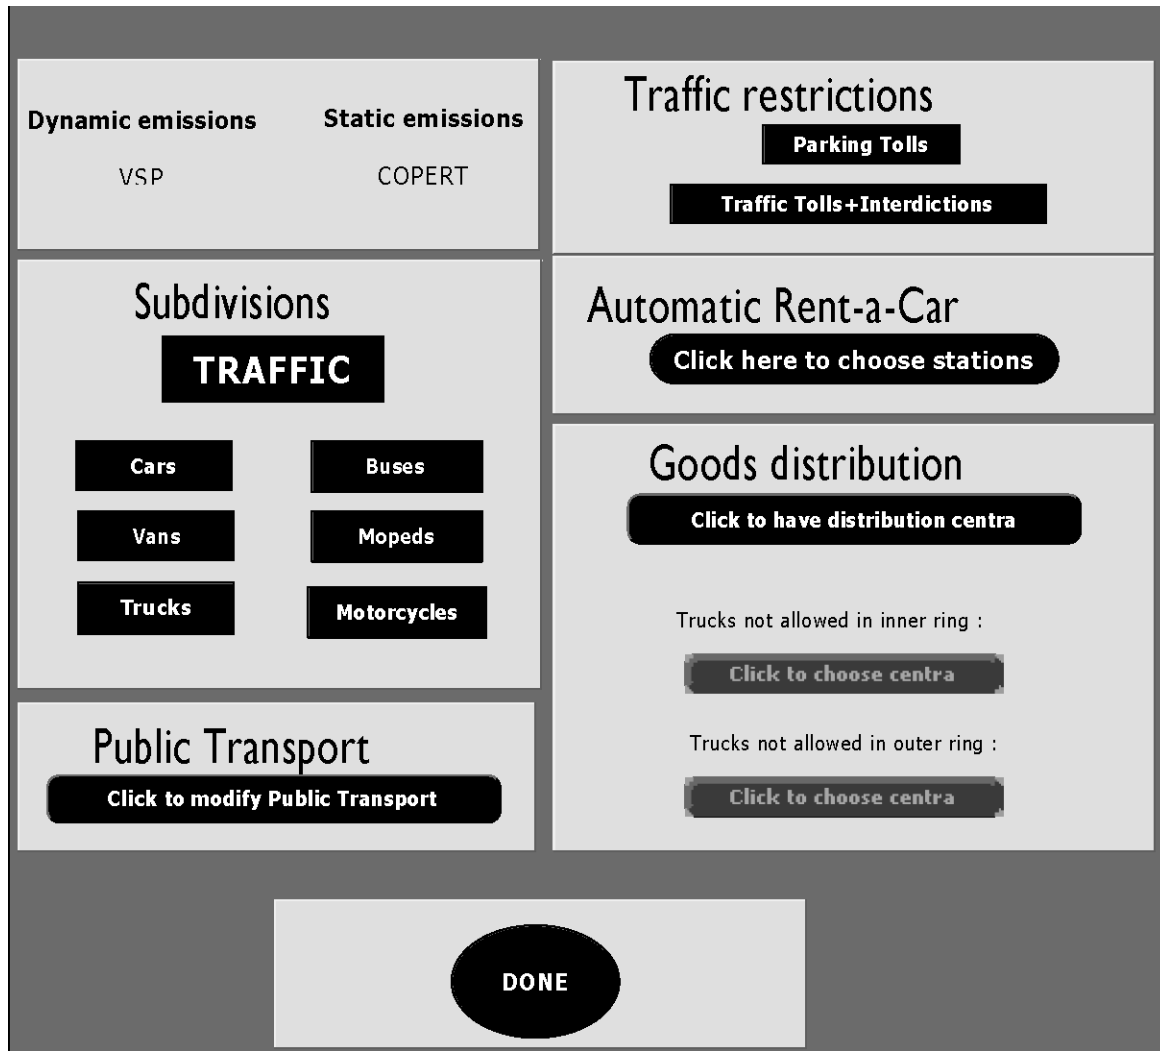 Dynamic emissions
Static emissions
VSP
COPERT
Subdivisions
TRAFFIC
Cars
Buses
Vans
Mopeds
Trucks
Motorcycles
Public Transport
Click to modify Public Transport
Traffic restrictions
Parking Tolls
Traffic Tolls+Interdictions
Automatic Rent-a-Car
Click here to choose stations
Goods distribution
Click to have distribution centra
Trucks not allowed in inner ring :
Click to choose centra
Trucks not allowed in outer ring :
Click to choose centra
DONE